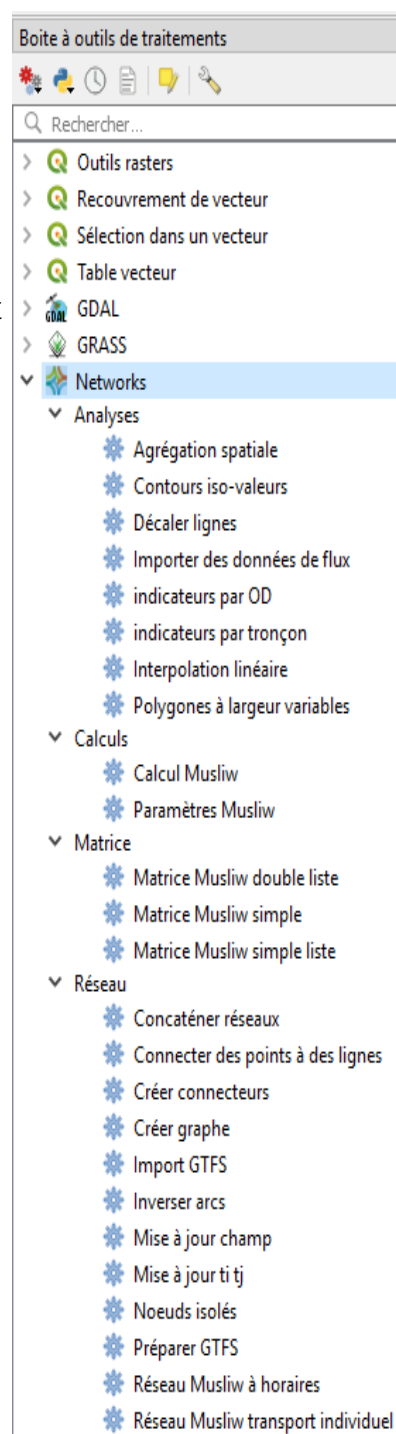 Boite à outils de traitements
Rechercher...
Outils rasters
Recouvrement de vecteur
Sélection dans un vecteur
Table vecteur
GDAL GDAL
GRASS
Networks
Analyses
Agrégation spatiale
Contours iso-valeurs
Décaler lignes
Importer des données de flux
indicateurs par OD
indicateurs par tronçon
Interpolation linéaire
Polygones à largeur variables
Calculs
Calcul Musliw
Paramètres Musliw
Matrice
Matrice Musliw double liste
Matrice Musliw simple
Matrice Musliw simple liste
Réseau
Concaténer réseaux
Connecter des points à des lignes
Créer connecteurs
Créer graphe
Import GTFS
Inverser arcs
Mise à jour champ
Mise à jour ti tj
Noeuds isolés
Préparer GTFS
Réseau Musliw à horaires
Réseau Musliw transport individuel